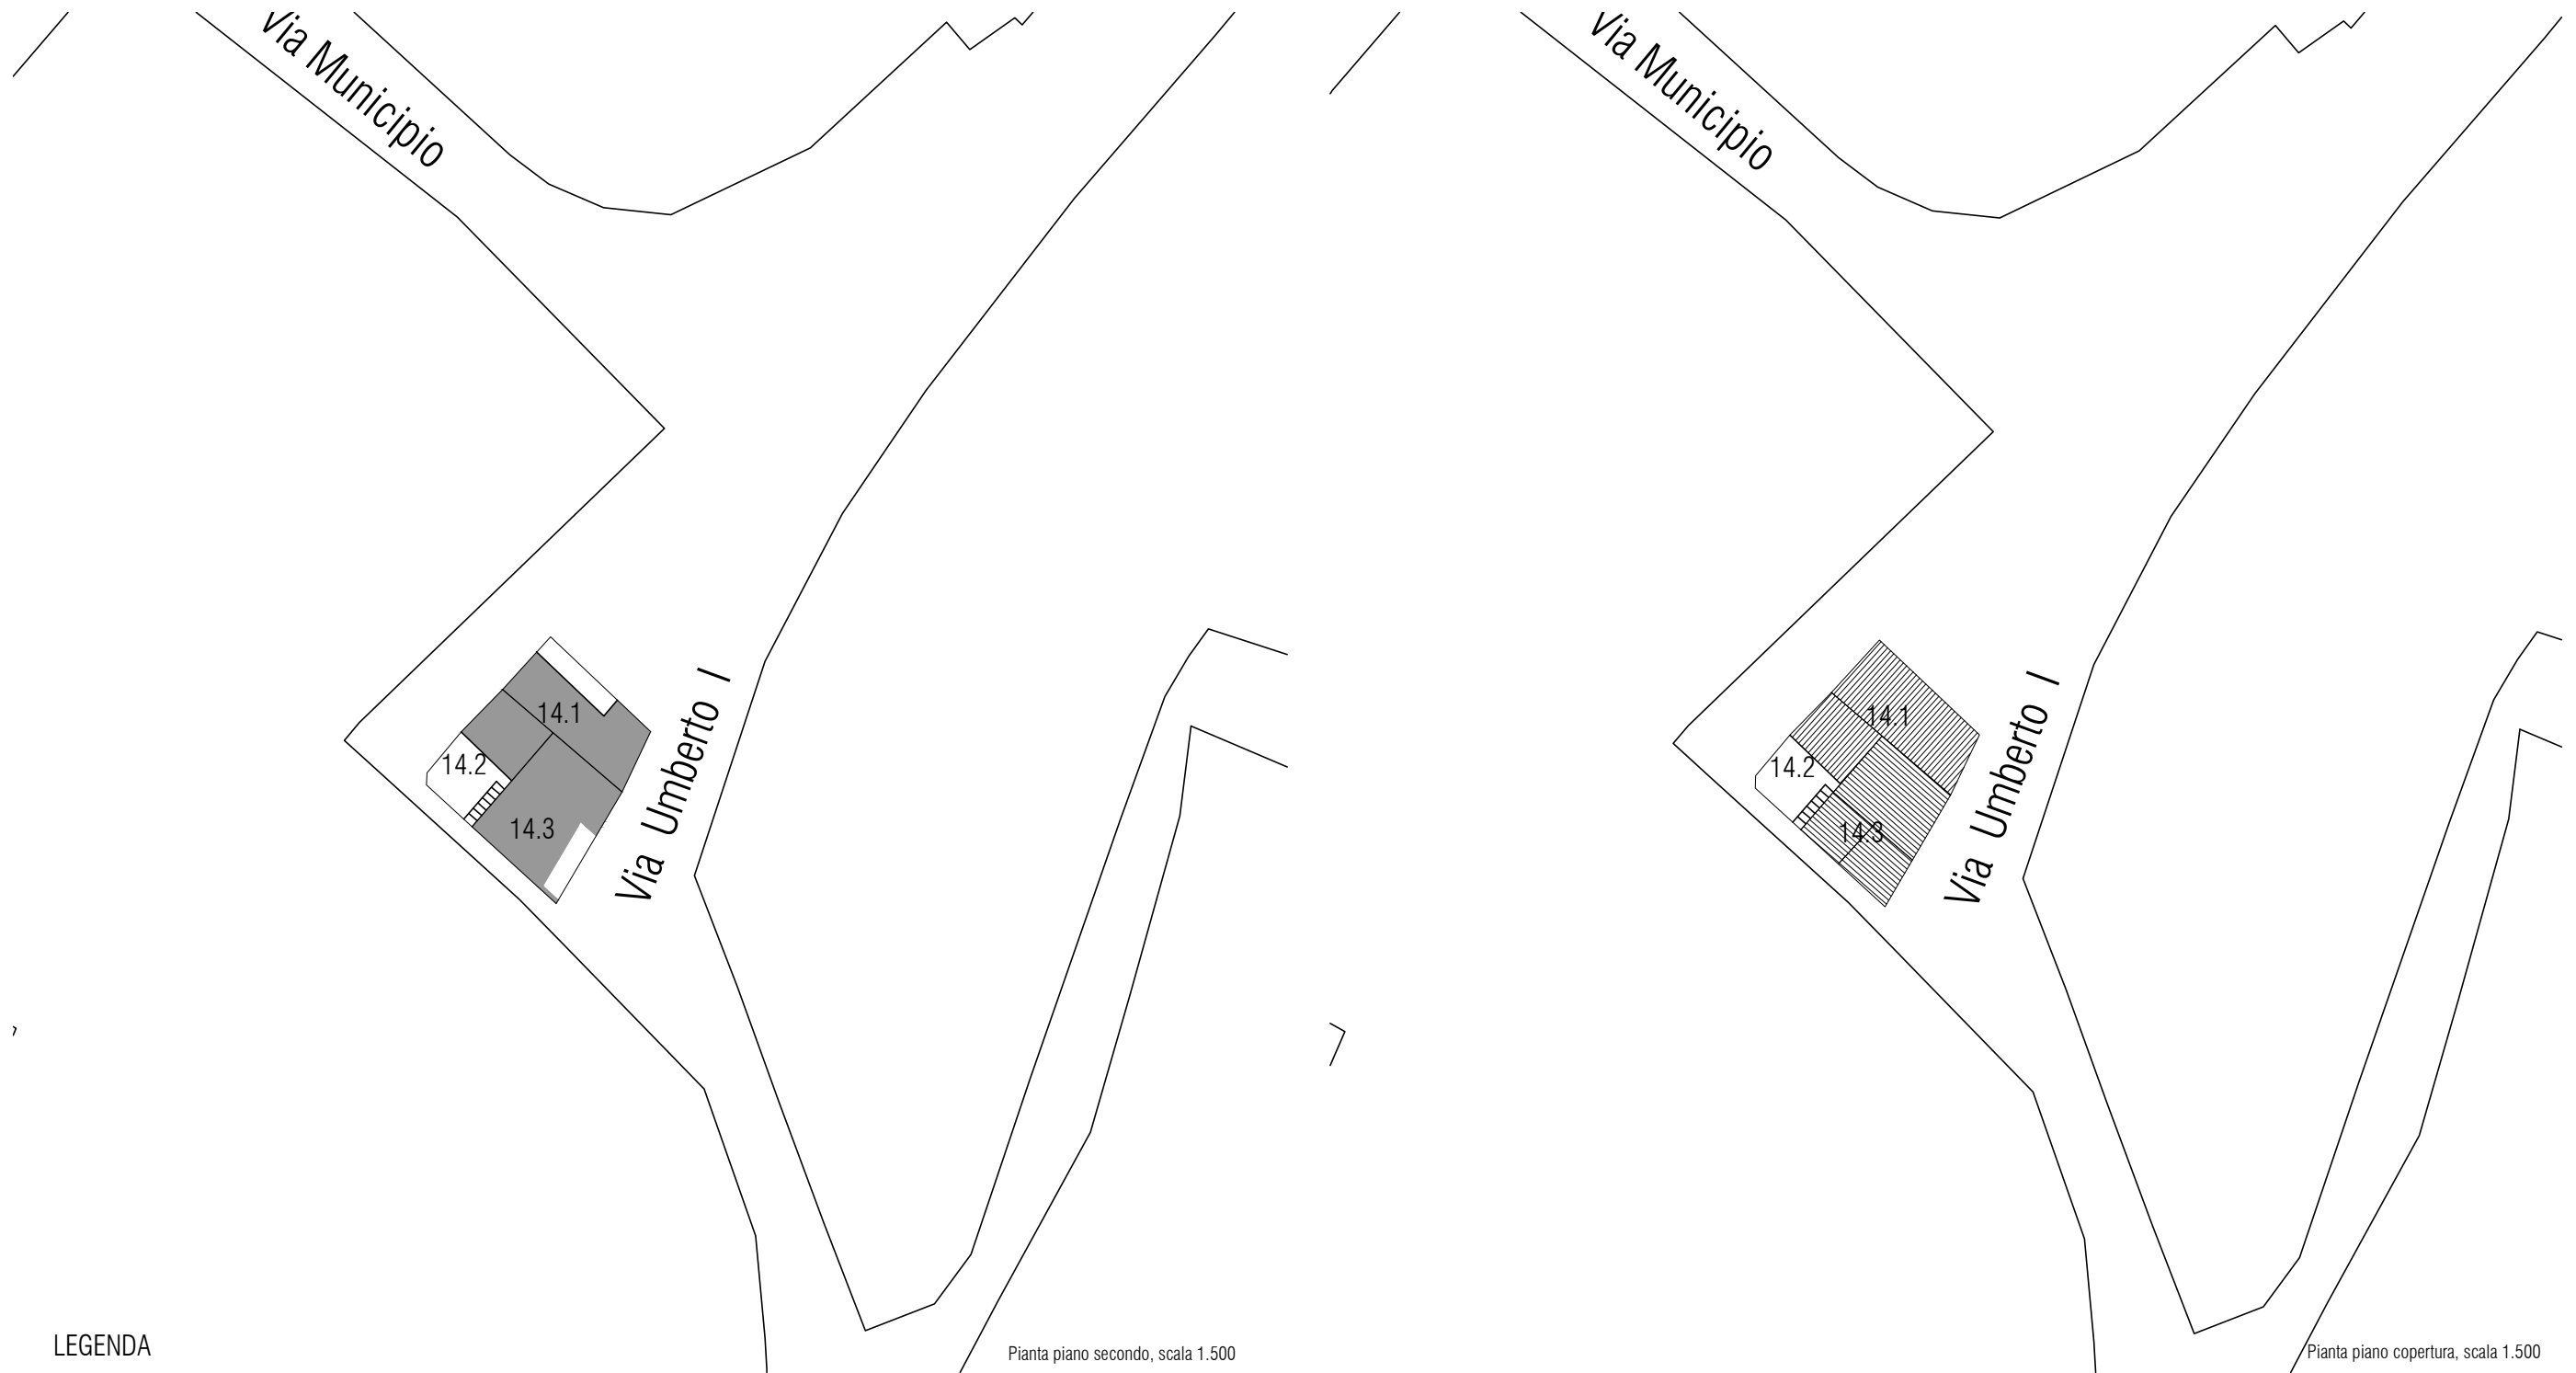 Via Municipio
14.1
14.2
14.3
Via Umberto I
LEGENDA
Pianta piano secondo, scala 1.500
Via Municipio
14.1
14.2
14.3
Via Umberto I
Pianta piano copertura, scala 1.500